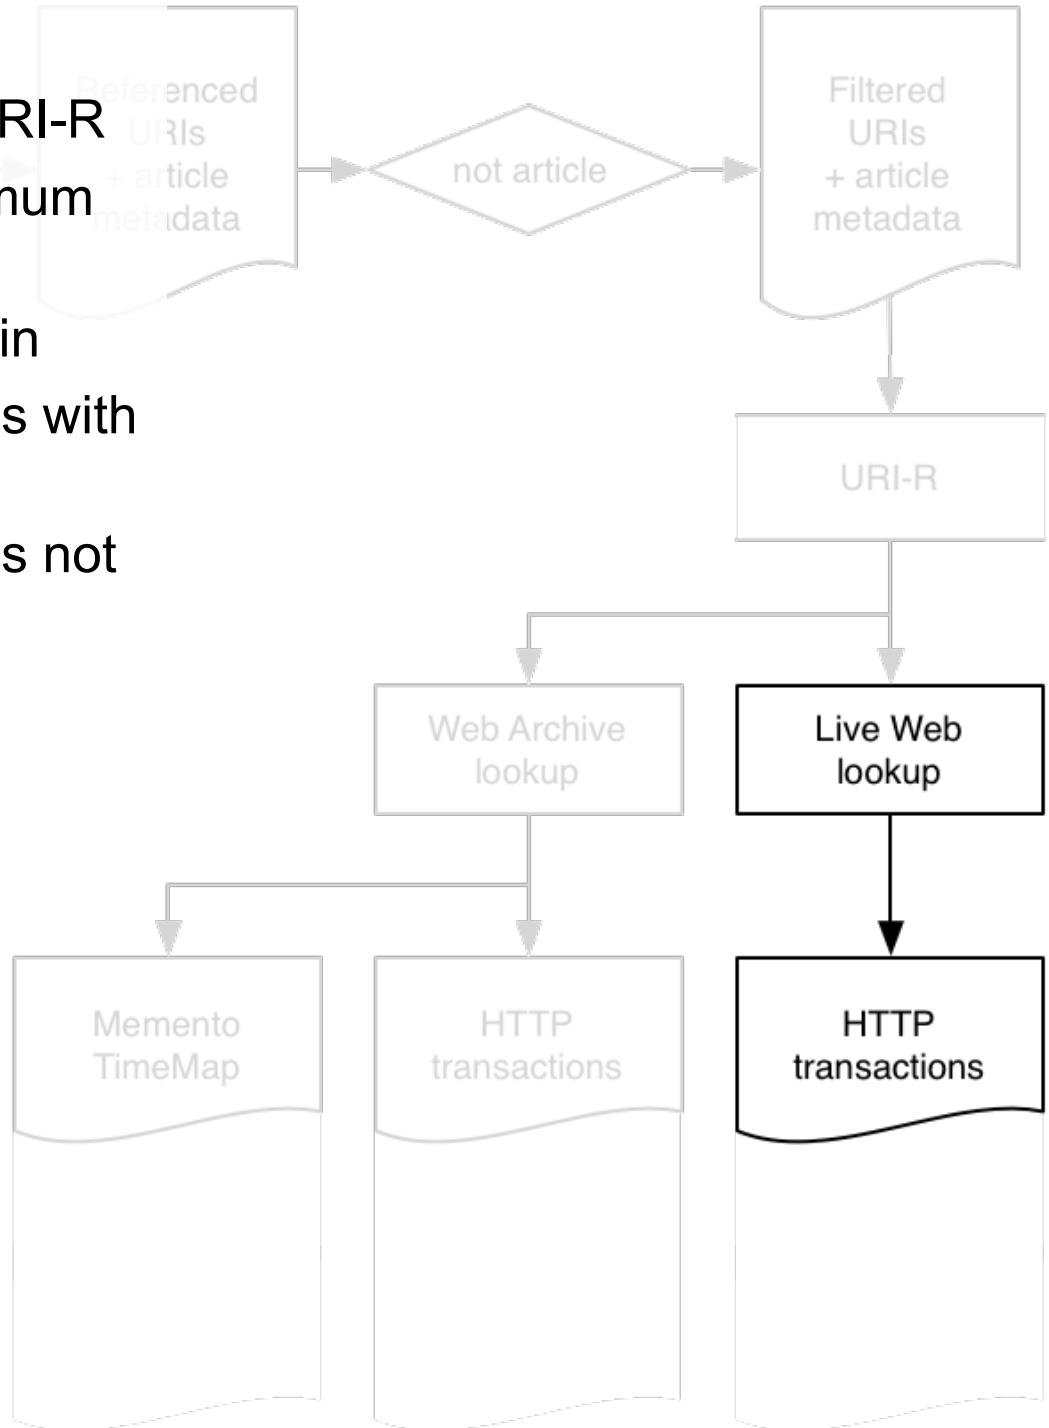 RI-R
mum
in
s with
s not
Referenced
URIs
+ article
metadata
not article
Filtered
URIs
+ article
metadata
URI-R
Web Archive
lookup
Live Web
lookup
Memento
TimeMap
HTTP
transactions
HTTP
transactions